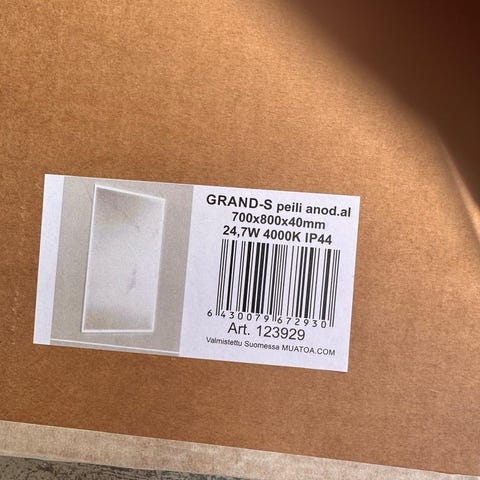 GRAND-S peili anod.al
700x800x40mm
24,7W 4000K IP44
6 430079 672930
Art. 123929
Valmistettu Suomessa MUATOA.COM